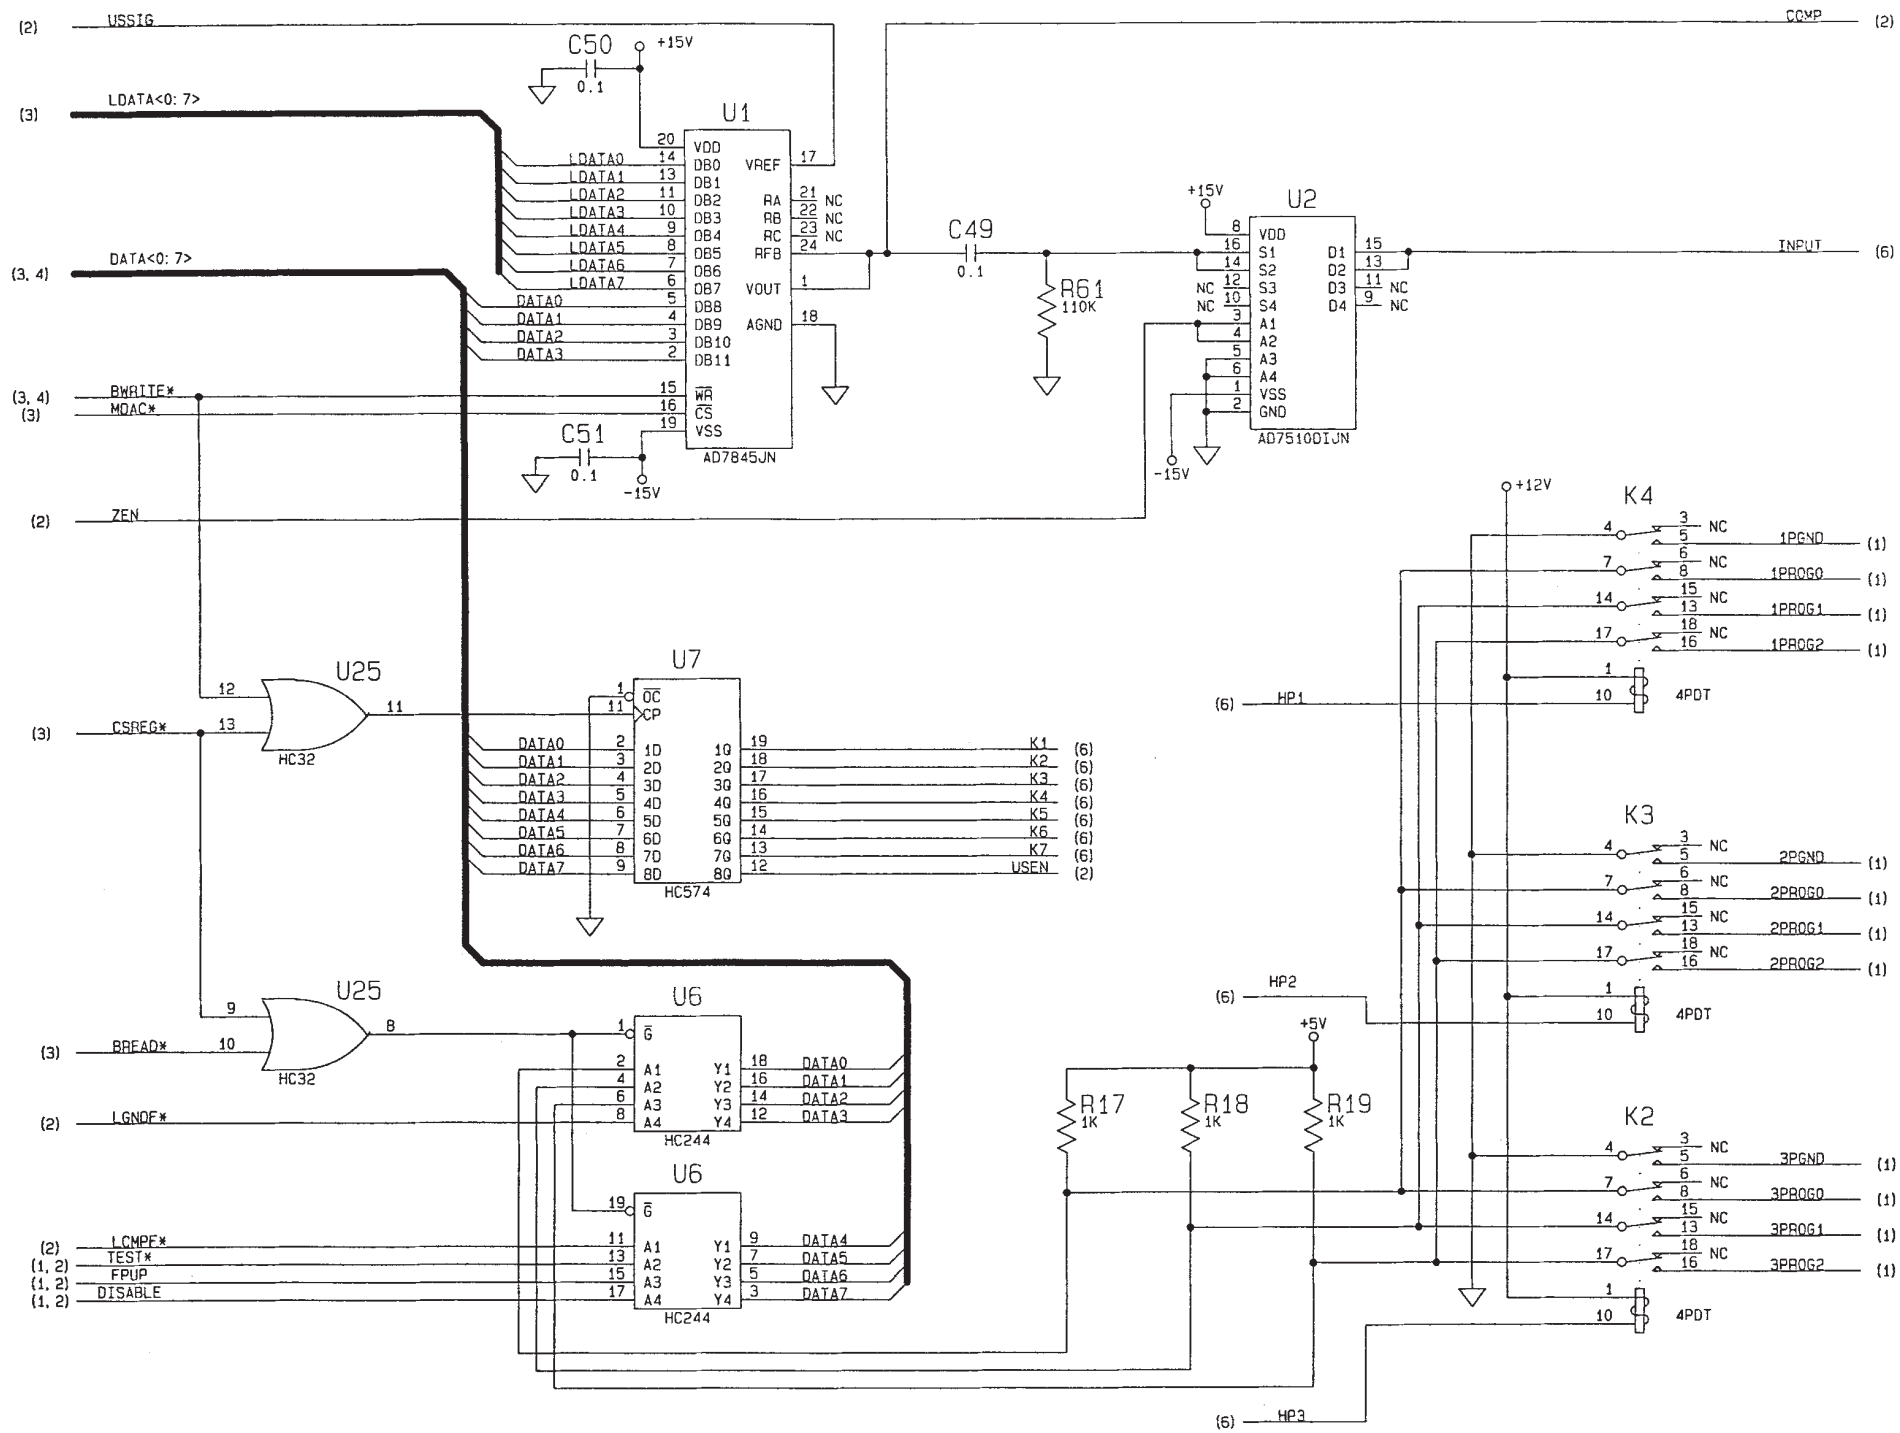 (2) USSIG
COMP (2)
C50
0.1
+15V
(3) LDATA<0:7>
(3, 4) DATA<0:7>
U1
LDATA0 14 DB0
LDATA1 13 DB1
LDATA2 11 DB2
LDATA3 10 DB3
LDATA4 9 DB4
LDATA5 8 DB5
LDATA6 7 DB6
LDATA7 6 DB7
DATA0 5 DB8
DATA1 4 DB9
DATA2 3 DB10
DATA3 2 DB11
20 VDD
15 WR
16 CS
19 VSS
VREF 17
RA 21 NC
RB 22 NC
RC 23 NC
RFB 24
VOUT 1
AGND 18
AD7845JN
(3, 4) BWRITE*
(3) MDAC*
C51
0.1
-15V
(2) ZEN
C49
0.1
R61
110K
+15V
U2
8 VDD
16 S1
14 S2
NC 12 S3
NC 10 S4
3 A1
4 A2
5 A3
6 A4
1 VSS
2 GND
D1 15
D2 13
D3 11 NC
D4 9 NC
AD7510DIJN
-15V
INPUT (6)
+12V
K4
4 3 NC
5 1PGND (1)
7 6 NC
8 1PROG0 (1)
14 15 NC
13 1PROG1 (1)
17 18 NC
16 1PROG2 (1)
1
10
4PDT
(6) HP1
U25
12
13
11
HC32
(3) CSREG*
U7
1 OC
11 CP
DATA0 2 1D 1Q 19 K1 (6)
DATA1 3 2D 2Q 18 K2 (6)
DATA2 4 3D 3Q 17 K3 (6)
DATA3 5 4D 4Q 16 K4 (6)
DATA4 6 5D 5Q 15 K5 (6)
DATA5 7 6D 6Q 14 K6 (6)
DATA6 8 7D 7Q 13 K7 (6)
DATA7 9 8D 8Q 12 USEN (2)
HC574
K3
4 3 NC
5 2PGND (1)
7 6 NC
8 2PROG0 (1)
14 15 NC
13 2PROG1 (1)
17 18 NC
16 2PROG2 (1)
1
10
4PDT
(6) HP2
U25
9
10
8
HC32
(3) BREAD*
(2) LGNDF*
U6
1 G
2 A1 Y1 18 DATA0
4 A2 Y2 16 DATA1
6 A3 Y3 14 DATA2
8 A4 Y4 12 DATA3
HC244
U6
19 G
(2) LCMPF* 11 A1 Y1 9 DATA4
(1, 2) TEST* 13 A2 Y2 7 DATA5
(1, 2) FPUP 15 A3 Y3 5 DATA6
(1, 2) DISABLE 17 A4 Y4 3 DATA7
HC244
+5V
R17
1K
R18
1K
R19
1K
K2
4 3 NC
5 3PGND (1)
7 6 NC
8 3PROG0 (1)
14 15 NC
13 3PROG1 (1)
17 18 NC
16 3PROG2 (1)
1
10
4PDT
(6) HP3